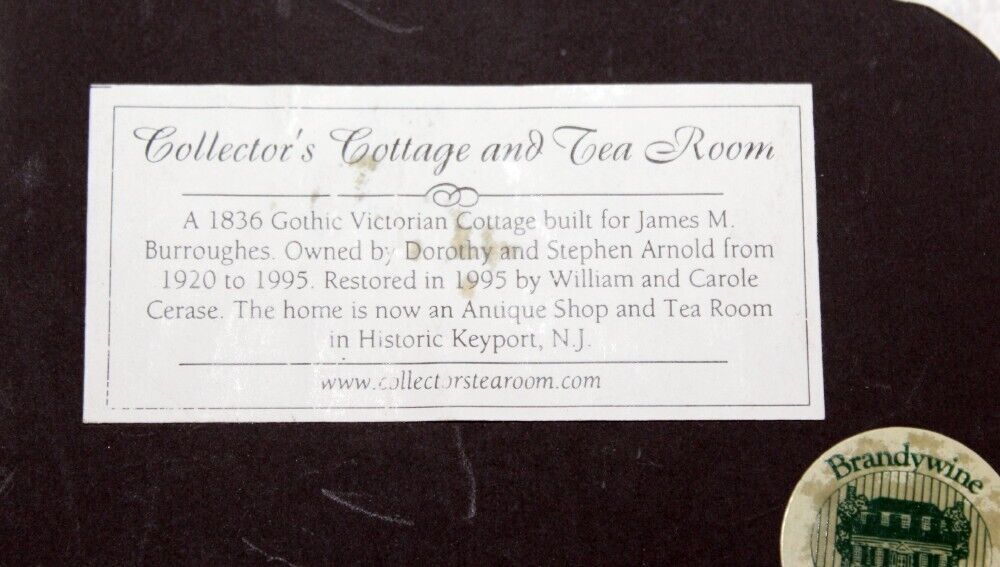 Collector's Cottage and Tea Room
A 1836 Gothic Victorian Cottage built for James M.
Burroughes. Owned by Dorothy and Stephen Arnold from
1920 to 1995. Restored in 1995 by William and Carole
Cerase. The home is now an Antique Shop and Tea Room
in Historic Keyport, N.J.
www.collectorstearoom.com
Brandywine